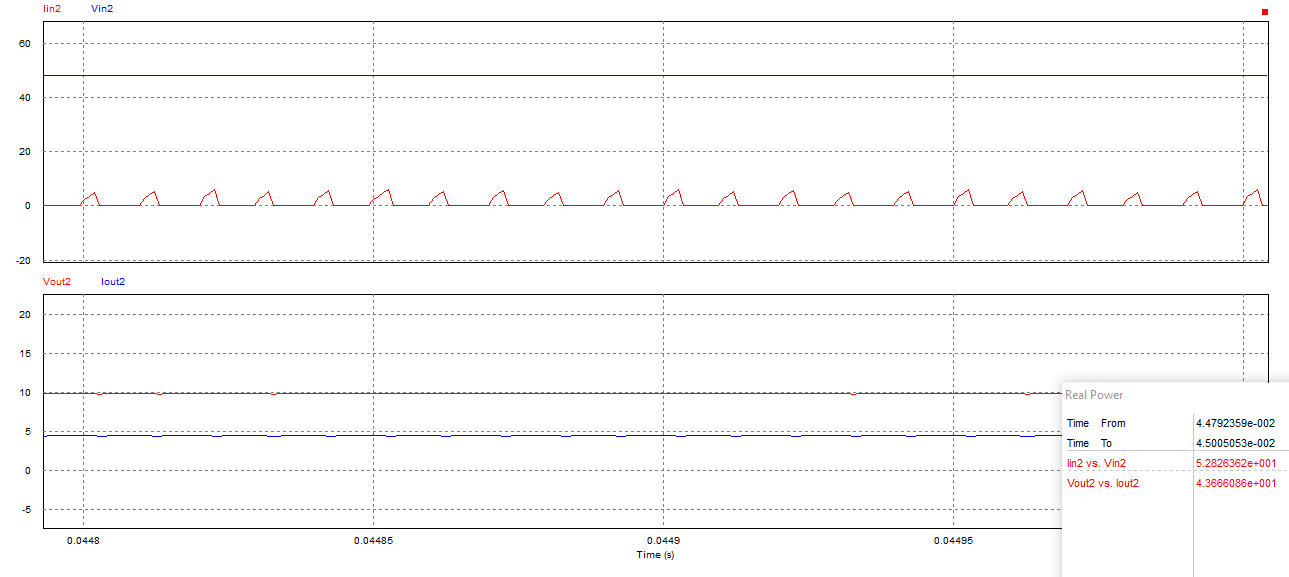 Iin2 Vin2
60
40
20
0
-20
Vout2 Iout2
20
15
10
5
0
-5
0.0448 0.04485 0.0449 0.04495
Time (s)
Real Power
Time From 4.4792359e-002
Time To 4.5005053e-002
Iin2 vs. Vin2 5.2826362e+001
Vout2 vs. Iout2 4.3666086e+001